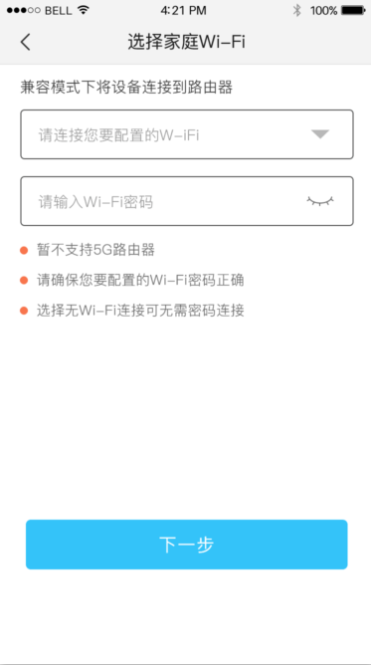 BELL 4:21 PM 100%
选择家庭Wi-Fi
兼容模式下将设备连接到路由器
请连接您要配置的W-iFi
请输入Wi-Fi密码
暂不支持5G路由器
请确保您要配置的Wi-Fi密码正确
选择无Wi-Fi连接可无需密码连接
下一步